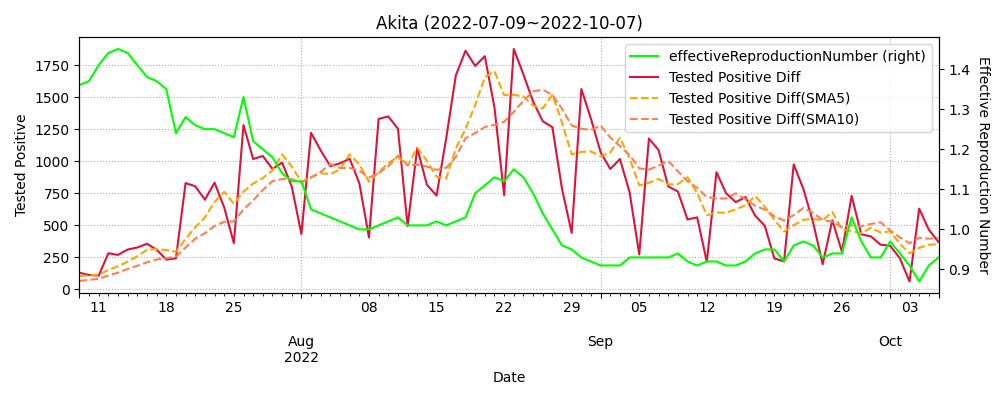 Akita (2022-07-09~2022-10-07)
effectiveReproductionNumber (right)
Tested Positive Diff
Tested Positive Diff(SMA5)
Tested Positive Diff(SMA10)
Tested Positive
1750
1500
1250
1000
750
500
250
0
1.4
1.3
1.2
1.1
1.0
0.9
Effective Reproduction Number
11 18 25 08 15 22 29 05 12 19 26 03
Aug Sep Oct
2022
Date